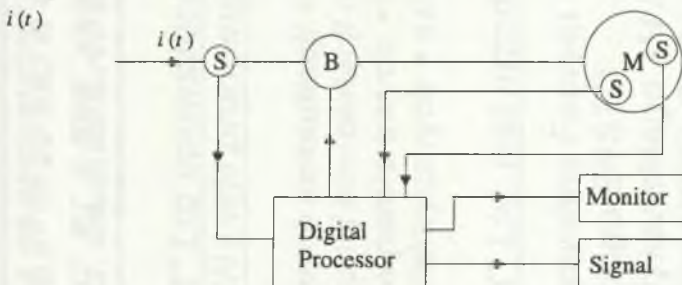 i(t)
i(t)
S
B
M
S
S
Digital
Processor
Monitor
Signal